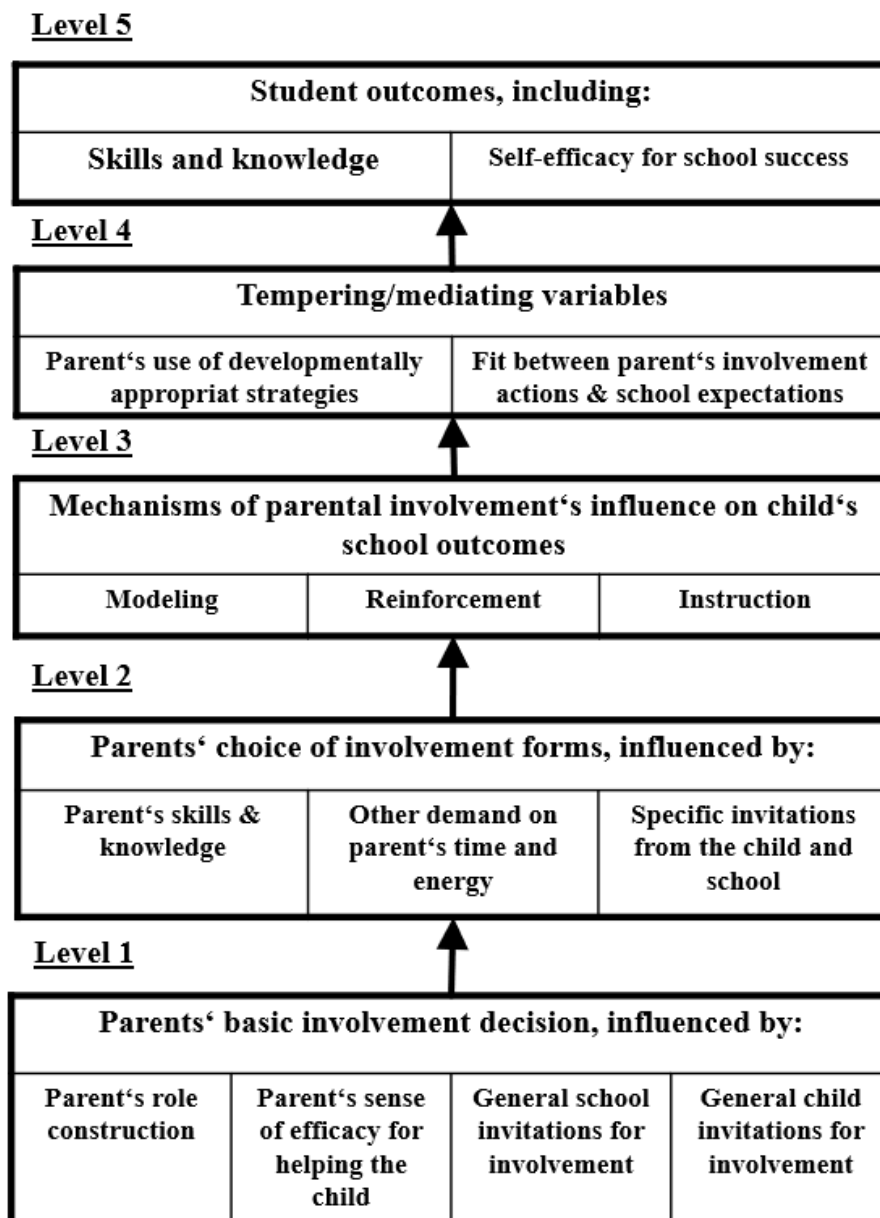 Level 5
Student outcomes, including:
Skills and knowledge
Self-efficacy for school success
Level 4
Tempering/mediating variables
Parent‘s use of developmentally
appropriat strategies
Fit between parent‘s involvement
actions & school expectations
Level 3
Mechanisms of parental involvement‘s influence on child‘s
school outcomes
Modeling
Reinforcement
Instruction
Level 2
Parents‘ choice of involvement forms, influenced by:
Parent‘s skills &
knowledge
Other demand on
parent‘s time and
energy
Specific invitations
from the child and
school
Level 1
Parents‘ basic involvement decision, influenced by:
Parent‘s role
construction
Parent‘s sense
of efficacy for
helping the
child
General school
invitations for
involvement
General child
invitations for
involvement